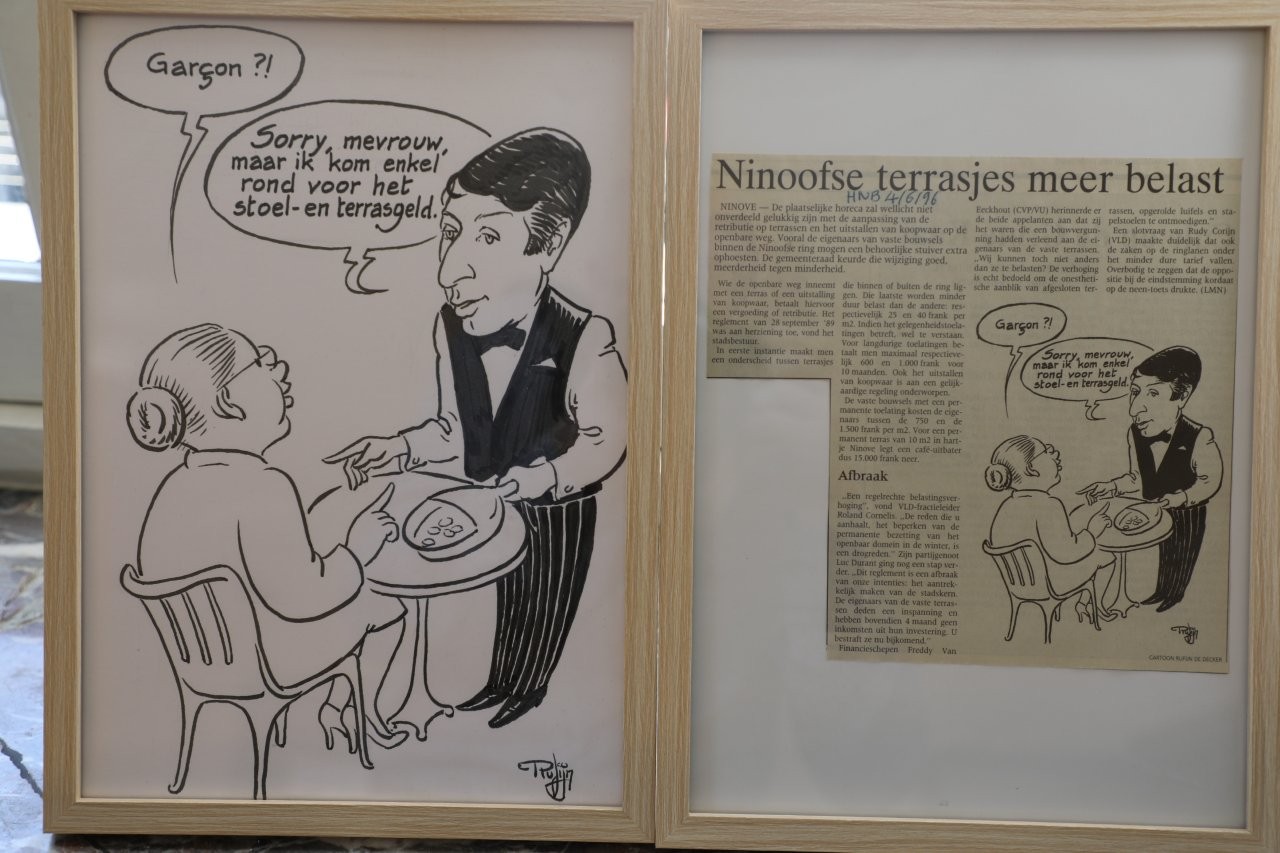 Garçon ?!
Sorry, mevrouw,
maar ik kom enkel
rond voor het
stoel- en terrasgeld.
Rufijn
Ninoofse terrasjes meer belast
HNB 4/6/96
NINOVE — De plaatselijke horeca zal wellicht niet
onverdeeld gelukkig zijn met de aanpassing van de
retributie op terrassen en het uitstallen van koopwaar op de
openbare weg. Vooral de eigenaars van vaste bouwsels
binnen de Ninoofse ring mogen een behoorlijke stuiver extra
ophoesten. De gemeenteraad keurde die wijziging goed,
meerderheid tegen minderheid.
Wie de openbare weg inneemt
met een terras of een uitstalling
van koopwaar, betaalt hiervoor
een vergoeding of retributie. Het
reglement van 28 september '89
was aan herziening toe, vond het
stadsbestuur.
In eerste instantie maakt men
een onderscheid tussen terrasjes
die binnen of buiten de ring lig-
gen. Die laatste worden minder
duur belast dan de andere: res-
pectievelijk 25 en 40 frank per
m2. Indien het gelegenheidstoela-
tingen betreft, wel te verstaan.
Voor langdurige toelatingen be-
taalt men maximaal respectieve-
lijk 600 en 1.000 frank voor
10 maanden. Ook het uitstallen
van koopwaar is aan een gelijk-
aardige regeling onderworpen.
De vaste bouwsels met een per-
manente toelating kosten de eige-
naars tussen de 750 en de
1.500 frank per m2. Voor een per-
manent terras van 10 m2 in hart-
je Ninove legt een café-uitbater
dus 15.000 frank neer.
Afbraak
„Een regelrechte belastingsver-
hoging", vond VLD-fractieleider
Roland Cornelis. „De reden die u
aanhaalt, het beperken van de
permanente bezetting van het
openbaar domein in de winter, is
een drogreden." Zijn partijgenoot
Luc Durant ging nog een stap ver-
der. „Dit reglement is een afbraak
van onze intenties: het aantrek-
kelijk maken van de stadskern.
De eigenaars van de vaste terras-
sen deden een inspanning en
hebben bovendien 4 maand geen
inkomsten uit hun investering. U
bestraft ze nu bijkomend."
Financieschepen Freddy Van
Eeckhout (CVP/VU) herinnerde er
de beide appelanten aan dat zij
het waren die een bouwvergun-
ning hadden verleend aan de ei-
genaars van de vaste terrassen.
„Wij kunnen toch niet anders
dan ze te belasten? De verhoging
is echt bedoeld om de onestheti-
sche aanblik van afgesloten ter-
rassen, opgerolde luifels en sta-
pelstoelen te ontmoedigen."
Een slotvraag van Rudy Corijn
(VLD) maakte duidelijk dat ook
de zaken op de ringlanen onder
het minder dure tarief vallen.
Overbodig te zeggen dat de oppo-
sitie bij de eindstemming kordaat
op de neen-toets drukte. (LMN)
Garçon ?!
Sorry, mevrouw,
maar ik kom enkel
rond voor het
stoel- en terrasgeld.
Rufijn
CARTOON RUFIJN DE DECKER